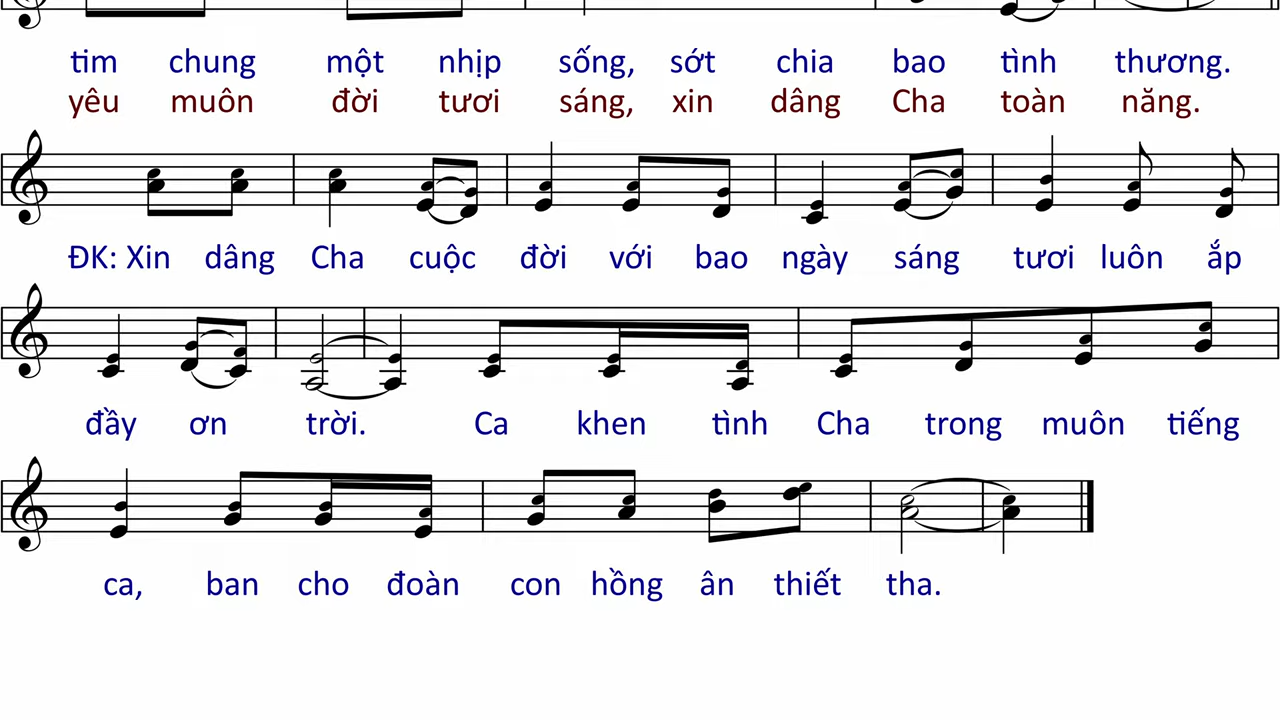 tim chung một nhịp sống, sớt chia bao tình thương.
yêu muôn đời tươi sáng, xin dâng Cha toàn năng.
ĐK: Xin dâng Cha cuộc đời với bao ngày sáng tươi luôn ắp
đầy ơn trời. Ca khen tình Cha trong muôn tiếng
ca, ban cho đoàn con hồng ân thiết tha.